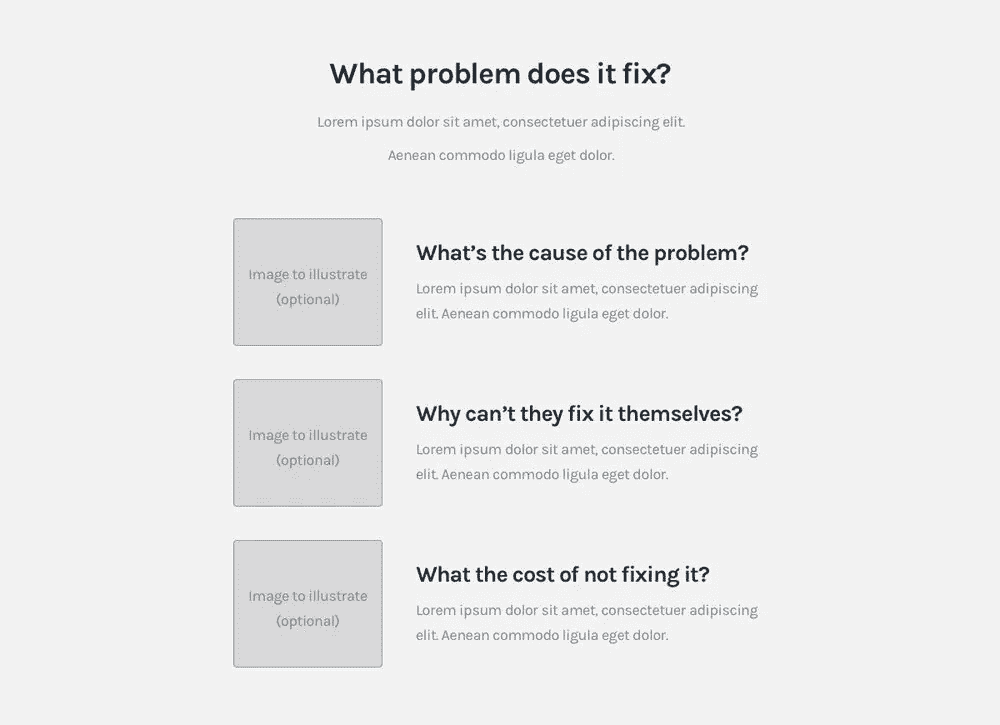 What problem does it fix?
Lorem ipsum dolor sit amet, consectetuer adipiscing elit.
Aenean commodo ligula eget dolor.
Image to illustrate
(optional)
What’s the cause of the problem?
Lorem ipsum dolor sit amet, consectetuer adipiscing
elit. Aenean commodo ligula eget dolor.
Image to illustrate
(optional)
Why can’t they fix it themselves?
Lorem ipsum dolor sit amet, consectetuer adipiscing
elit. Aenean commodo ligula eget dolor.
Image to illustrate
(optional)
What the cost of not fixing it?
Lorem ipsum dolor sit amet, consectetuer adipiscing
elit. Aenean commodo ligula eget dolor.